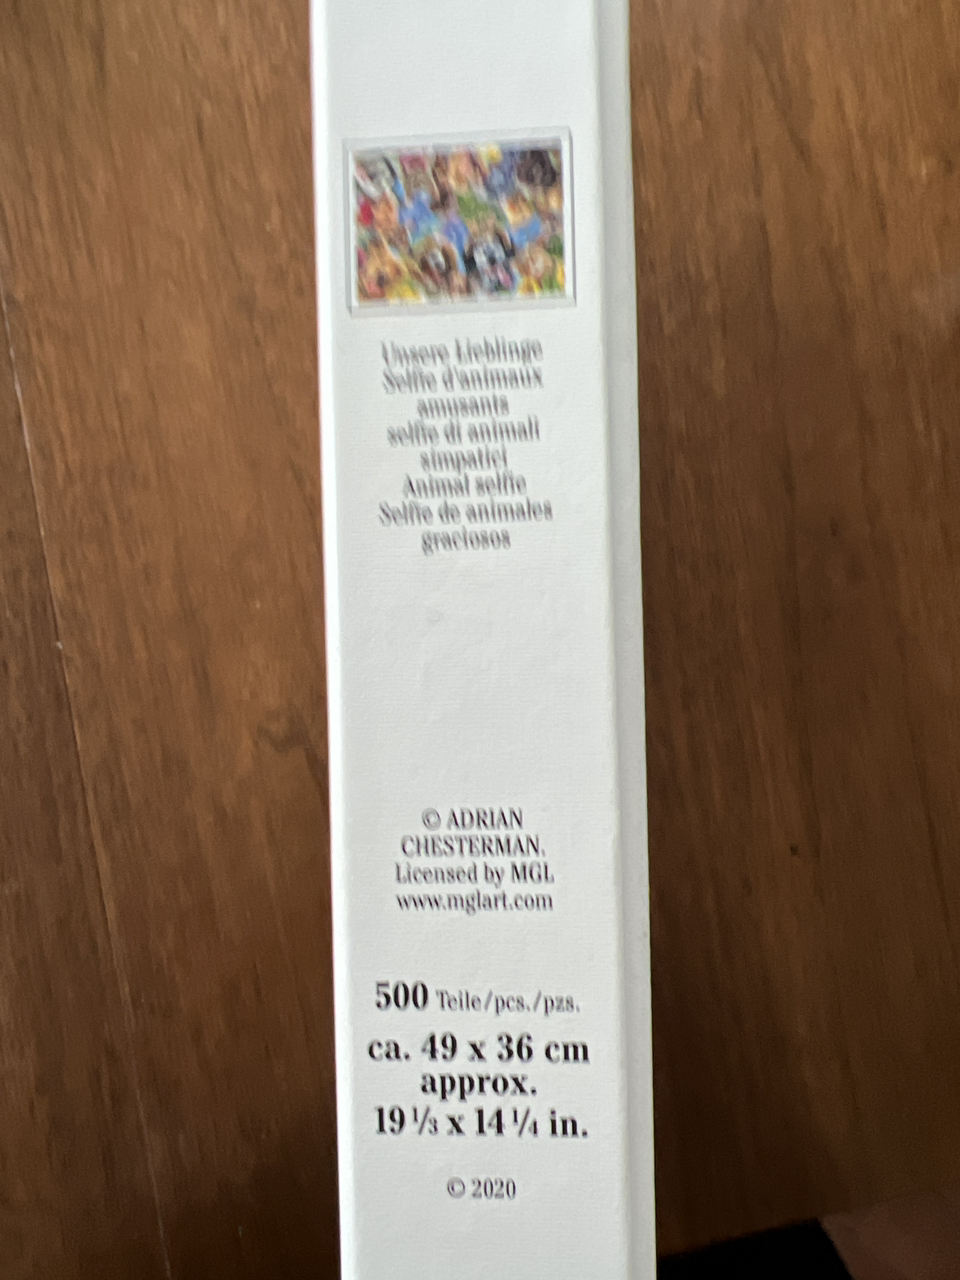 Unsere Lieblinge
Selfie d'animaux
amusants
selfie di animali
simpatici
Animal selfie
Selfie de animales
graciosos
© ADRIAN
CHESTERMAN.
Licensed by MGL
www.mglart.com
500 Teile/pcs./pzs.
ca. 49 x 36 cm
approx.
19 1/3 x 14 1/4 in.
© 2020